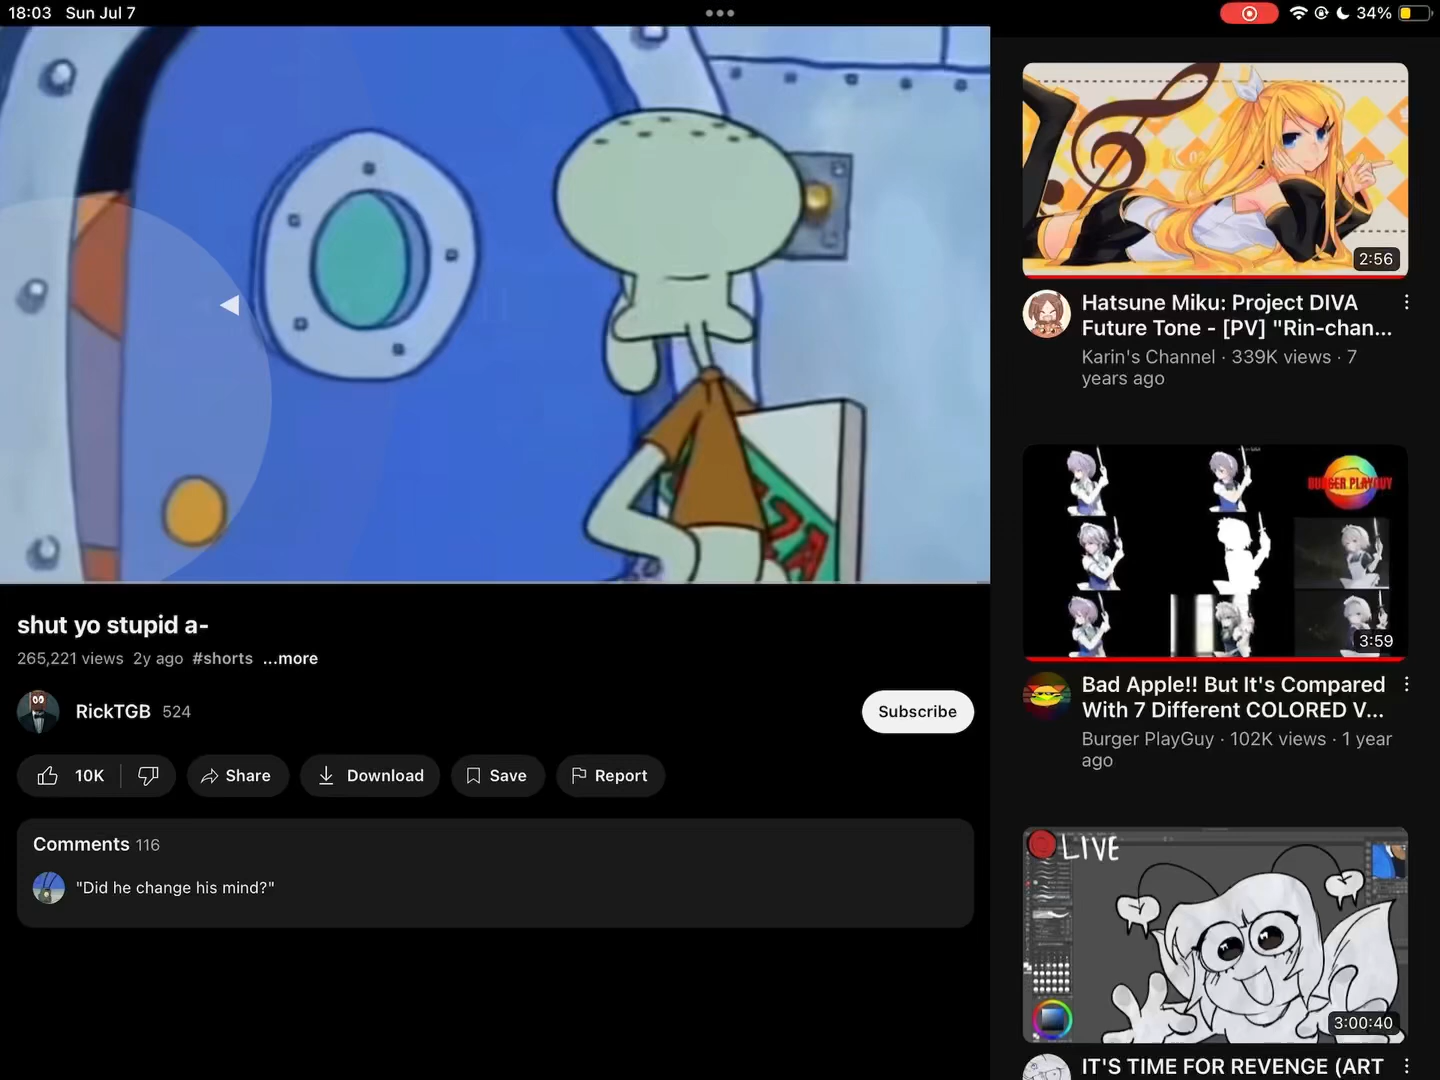 18:03 Sun Jul 7
34%
shut yo stupid a-
265,221 views 2y ago #shorts ...more
RickTGB 524
Subscribe
10K
Share
Download
Save
Report
Comments 116
"Did he change his mind?"
2:56
Hatsune Miku: Project DIVA
Future Tone - [PV] "Rin-chan...
Karin's Channel · 339K views · 7
years ago
BURGER PLAYGUY
3:59
Bad Apple!! But It's Compared
With 7 Different COLORED V...
Burger PlayGuy · 102K views · 1 year
ago
LIVE
3:00:40
IT'S TIME FOR REVENGE (ART